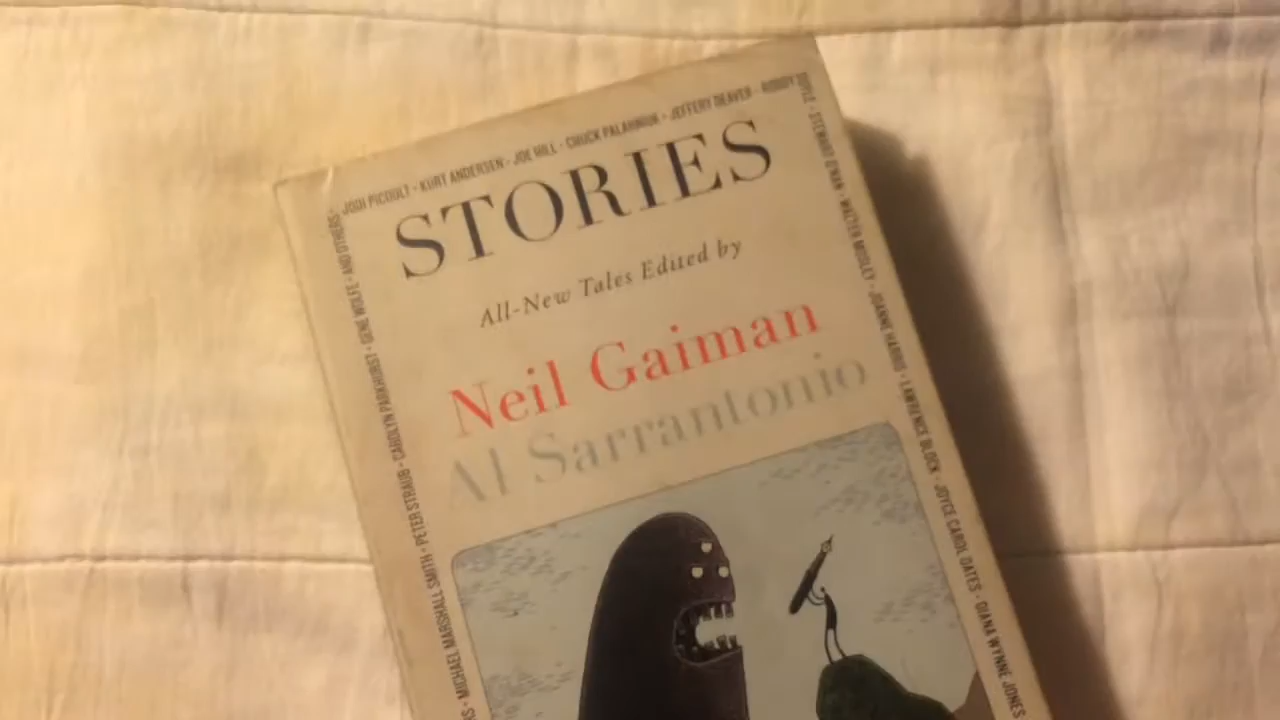 JODI PICOULT · KURT ANDERSEN · JOE HILL · CHUCK PALAHNIUK · JEFFERY DEAVER · RODDY DOYLE · STEWART O'NAN · WALTER MOSLEY · JOANNE HARRIS · LAWRENCE BLOCK · JOYCE CAROL OATES · DIANA WYNNE JONES
STORIES
All-New Tales Edited by
Neil Gaiman
Al Sarrantonio
· MICHAEL MARSHALL SMITH · PETER STRAUB · CAROLYN PARKHURST · GENE WOLFE · AND OTHERS ·